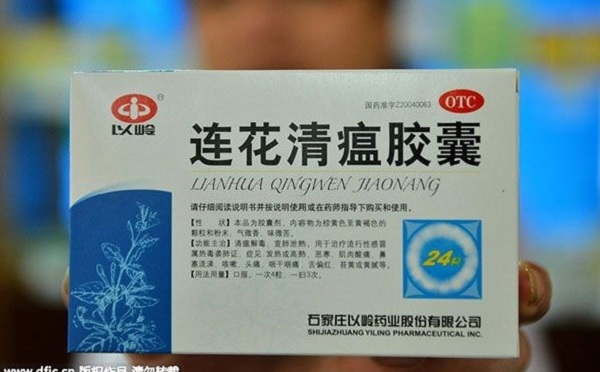 国药准字Z20040063
OTC
以岭
连花清瘟胶囊
LIANHUA QINGWEN JIAONANG
请仔细阅读说明书并按说明使用或在药师指导下购买和使用。
【性 状】本品为胶囊剂，内容物为棕黄色至黄褐色的
颗粒和粉末，气微香，味微苦。
【功能主治】清瘟解毒，宣肺泄热。用于治疗流行性感冒
属热毒袭肺证，症见：发热或高热，恶寒，肌肉酸痛，鼻
塞流涕，咳嗽，头痛，咽干咽痛，舌偏红，苔黄或黄腻等。
【用法用量】口服。一次4粒，一日3次。
24粒
石家庄以岭药业股份有限公司
SHIJIAZHUANG YILING PHARMACEUTICAL INC.
www.dfic.cn 版权作品 请勿转载